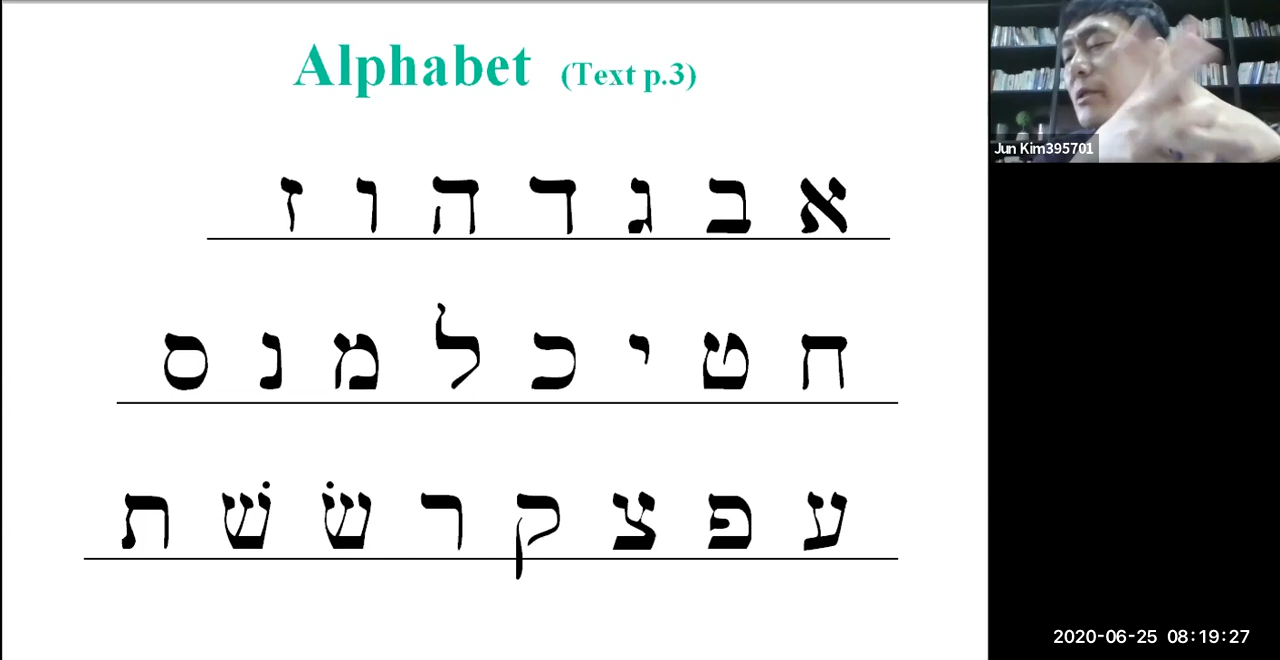 Alphabet (Text p.3)
א ב ג ד ה ו ז
ח ט י כ ל מ נ ס
ע פ צ ק ר שׂ שׁ ת
Jun Kim395701
2020-06-25 08:19:27